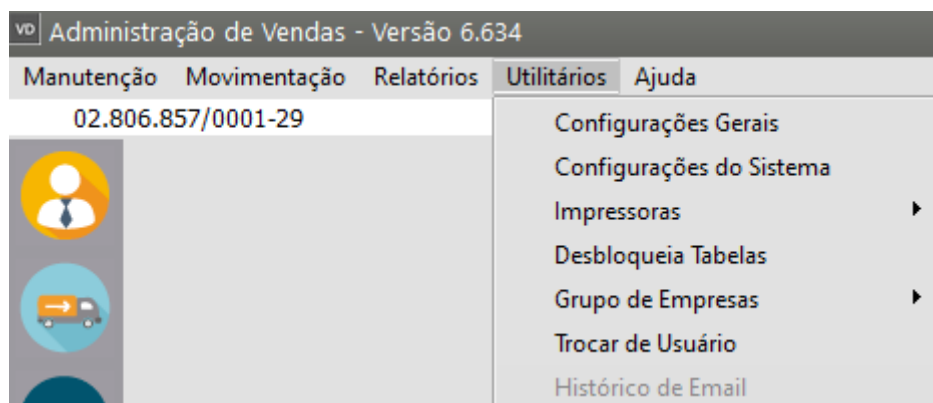 VD Administração de Vendas - Versão 6.634
Manutenção Movimentação Relatórios Utilitários Ajuda
02.806.857/0001-29
Configurações Gerais
Configurações do Sistema
Impressoras
Desbloqueia Tabelas
Grupo de Empresas
Trocar de Usuário
Histórico de Email